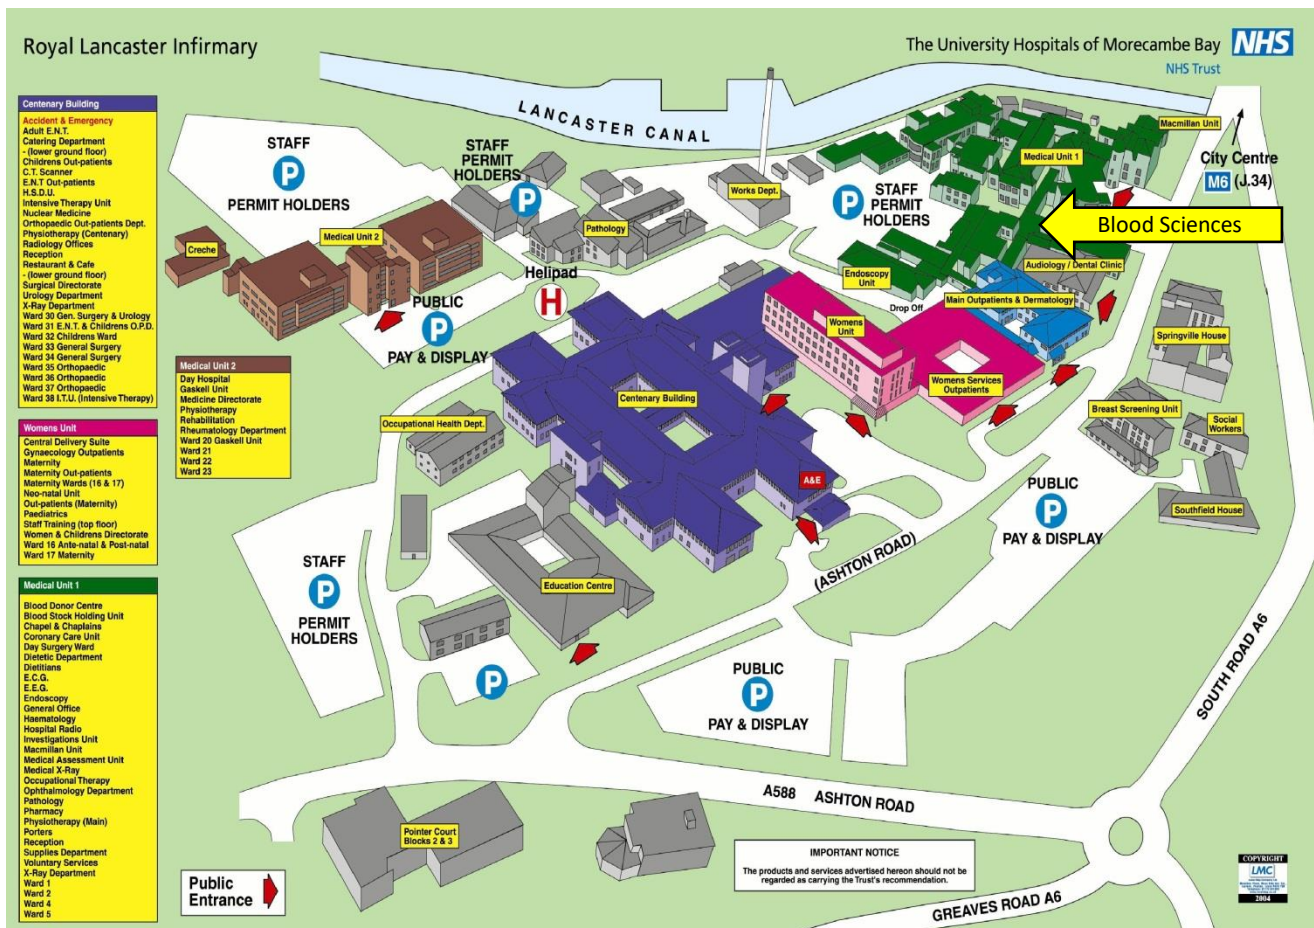 Royal Lancaster Infirmary
The University Hospitals of Morecambe Bay
NHS
NHS Trust
Centenary Building
Accident & Emergency
Adult E.N.T.
Catering Department
- (lower ground floor)
Childrens Out-patients
C.T. Scanner
E.N.T Out-patients
H.S.D.U.
Intensive Therapy Unit
Nuclear Medicine
Orthopaedic Out-patients Dept.
Physiotherapy (Centenary)
Radiology Offices
Reception
Restaurant & Cafe
- (lower ground floor)
Surgical Directorate
Urology Department
X-Ray Department
Ward 30 Gen. Surgery & Urology
Ward 31 E.N.T. & Childrens O.P.D.
Ward 32 Childrens Ward
Ward 33 General Surgery
Ward 34 General Surgery
Ward 35 Orthopaedic
Ward 36 Orthopaedic
Ward 37 Orthopaedic
Ward 38 I.T.U. (Intensive Therapy)
Womens Unit
Central Delivery Suite
Gynaecology Outpatients
Maternity
Maternity Out-patients
Maternity Wards (16 & 17)
Neo-natal Unit
Out-patients (Maternity)
Paediatrics
Staff Training (top floor)
Women & Childrens Directorate
Ward 16 Ante-natal & Post-natal
Ward 17 Maternity
Medical Unit 1
Blood Donor Centre
Blood Stock Holding Unit
Chapel & Chaplains
Coronary Care Unit
Day Surgery Ward
Dietetic Department
Dietitians
E.C.G.
E.E.G.
Endoscopy
General Office
Haematology
Hospital Radio
Investigations Unit
Macmillan Unit
Medical Assessment Unit
Medical X-Ray
Occupational Therapy
Ophthalmology Department
Pathology
Pharmacy
Physiotherapy (Main)
Porters
Reception
Supplies Department
Voluntary Services
X-Ray Department
Ward 1
Ward 2
Ward 4
Ward 5
Medical Unit 2
Day Hospital
Gaskell Unit
Medicine Directorate
Physiotherapy
Rehabilitation
Rheumatology Department
Ward 20 Gaskell Unit
Ward 21
Ward 22
Ward 23
LANCASTER CANAL
STAFF
P
PERMIT HOLDERS
STAFF
PERMIT
HOLDERS
P
Works Dept.
P
STAFF
PERMIT
HOLDERS
Macmillan Unit
Medical Unit 1
City Centre
M6 (J.34)
Blood Sciences
Creche
Medical Unit 2
Pathology
Helipad
H
PUBLIC
P
PAY & DISPLAY
Endoscopy
Unit
Audiology / Dental Clinic
Main Outpatients & Dermatology
Drop Off
Womens
Unit
Womens Services
Outpatients
Springville House
Centenary Building
Occupational Health Dept.
Breast Screening Unit
Social
Workers
Southfield House
A&E
PUBLIC
P
PAY & DISPLAY
(ASHTON ROAD)
STAFF
P
PERMIT
HOLDERS
Education Centre
P
PUBLIC
P
PAY & DISPLAY
SOUTH ROAD A6
A588 ASHTON ROAD
Pointer Court
Blocks 2 & 3
GREAVES ROAD A6
Public
Entrance
IMPORTANT NOTICE
The products and services advertised hereon should not be
regarded as carrying the Trust's recommendation.
COPYRIGHT
LMC
2004